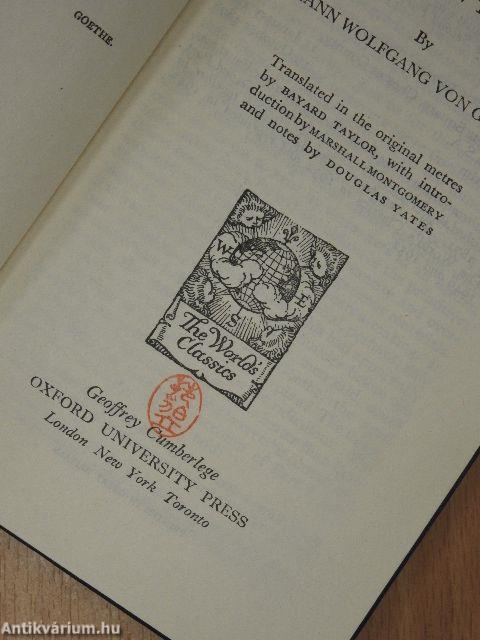 GOETHE.
By
WOLFGANG VON
Translated in the original metres
by BAYARD TAYLOR, with intro-
duction by MARSHALL MONTGOMERY
and notes by DOUGLAS YATES
W
E
S
The World's
Classics
Geoffrey Cumberlege
OXFORD UNIVERSITY PRESS
London New York Toronto
Antikvárium.hu